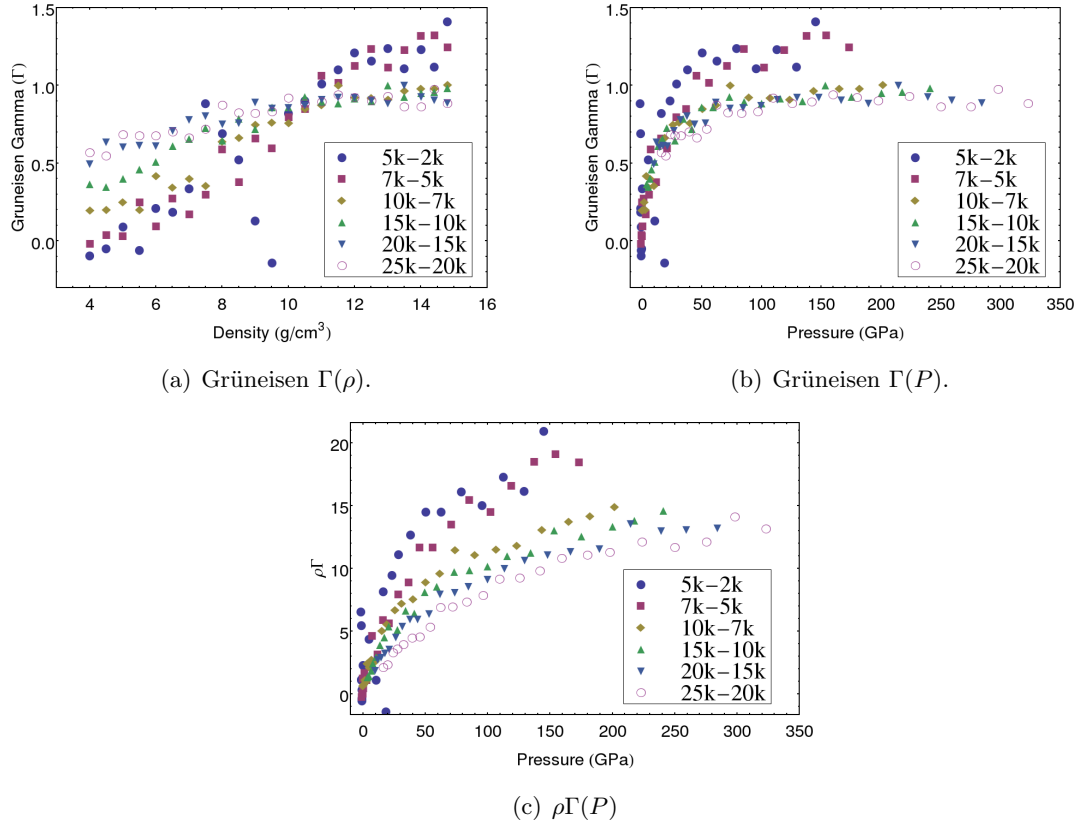 1.5
1.0
0.5
0.0
Gruneisen Gamma (Γ)
5k−2k
7k−5k
10k−7k
15k−10k
20k−15k
25k−20k
4 6 8 10 12 14 16
Density (g/cm³)
(a) Grüneisen Γ(ρ).
1.5
1.0
0.5
0.0
Gruneisen Gamma (Γ)
5k−2k
7k−5k
10k−7k
15k−10k
20k−15k
25k−20k
0 50 100 150 200 250 300 350
Pressure (GPa)
(b) Grüneisen Γ(P).
20
15
10
5
0
ρΓ
5k−2k
7k−5k
10k−7k
15k−10k
20k−15k
25k−20k
0 50 100 150 200 250 300 350
Pressure (GPa)
(c) ρΓ(P)